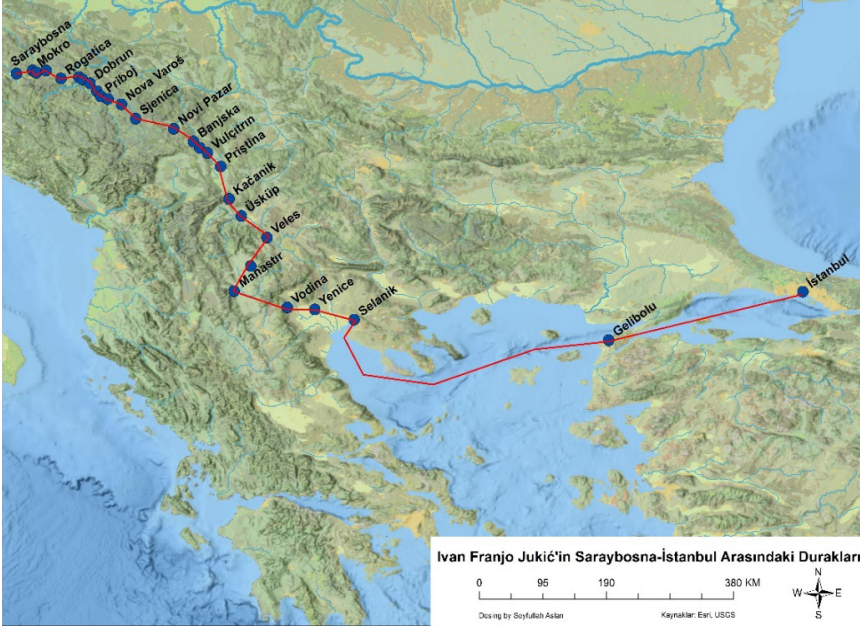 Saraybosna
Mokro
Rogatica
Dobrun
Priboj
Nova Varoš
Sjenica
Novi Pazar
Banjska
Vulçıtrın
Priştina
Kačanik
Üsküp
Veles
Manastır
Vodina
Yenice
Selanik
Gelibolu
İstanbul
Ivan Franjo Jukić'in Saraybosna-İstanbul Arasındaki Durakları
0 95 190 380 KM
N
W E
S
Desing by Seyfullah Aslan Kaynaklar: Esri, USGS